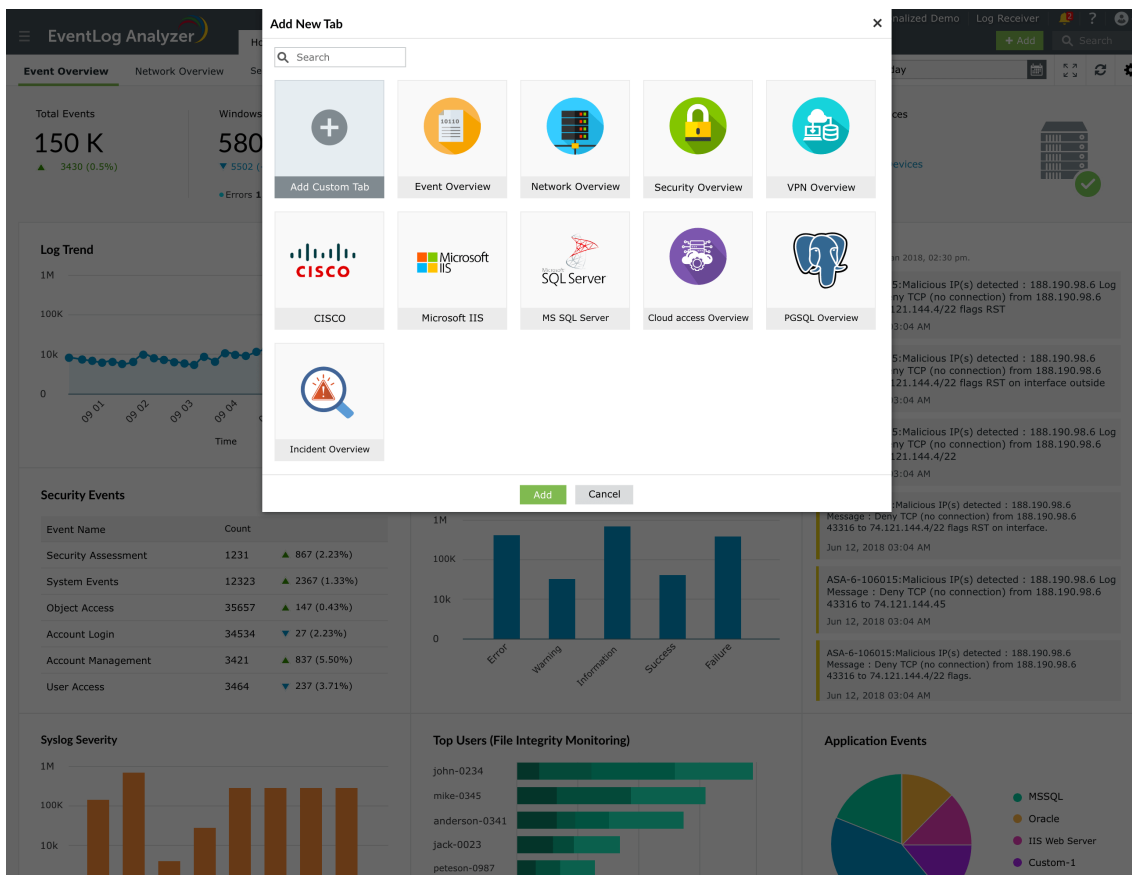 EventLog Analyzer
Ho
nalized Demo
Log Receiver
2
?
+ Add
Search
Event Overview
Network Overview
Se
day
Total Events
150 K
3430 (0.5%)
Windows
580
5502 (
Errors 1
ces
evices
Add New Tab
×
Search
Add Custom Tab
10110
Event Overview
Network Overview
Security Overview
VPN Overview
CISCO
CISCO
Microsoft
IIS
Microsoft IIS
Microsoft
SQL Server
MS SQL Server
Cloud access Overview
PGSQL Overview
Incident Overview
Add
Cancel
Log Trend
1M
100K
10k
0
09 01
09 02
09 03
09 04
Time
an 2018, 02:30 pm.
5:Malicious IP(s) detected : 188.190.98.6 Log
ny TCP (no connection) from 188.190.98.6
121.144.4/22 flags RST
03:04 AM
5:Malicious IP(s) detected : 188.190.98.6
ny TCP (no connection) from 188.190.98.6
121.144.4/22 flags RST on interface outside
03:04 AM
5:Malicious IP(s) detected : 188.190.98.6 Log
ny TCP (no connection) from 188.190.98.6
121.144.4/22
03:04 AM
:Malicious IP(s) detected : 188.190.98.6
Message : Deny TCP (no connection) from 188.190.98.6
43316 to 74.121.144.4/22 flags RST on interface.
Jun 12, 2018 03:04 AM
ASA-6-106015:Malicious IP(s) detected : 188.190.98.6 Log
Message : Deny TCP (no connection) from 188.190.98.6
43316 to 74.121.144.45
Jun 12, 2018 03:04 AM
ASA-6-106015:Malicious IP(s) detected : 188.190.98.6
Message : Deny TCP (no connection) from 188.190.98.6
43316 to 74.121.144.4/22 flags.
Jun 12, 2018 03:04 AM
Security Events
Event Name Count
Security Assessment 1231 867 (2.23%)
System Events 12323 2367 (1.33%)
Object Access 35657 147 (0.43%)
Account Login 34534 27 (2.23%)
Account Management 3421 837 (5.50%)
User Access 3464 237 (3.71%)
1M
100K
10k
0
Error
Warning
Information
Success
Failure
Syslog Severity
1M
100K
10k
Top Users (File Integrity Monitoring)
john-0234
mike-0345
anderson-0341
jack-0023
peteson-0987
Application Events
MSSQL
Oracle
IIS Web Server
Custom-1